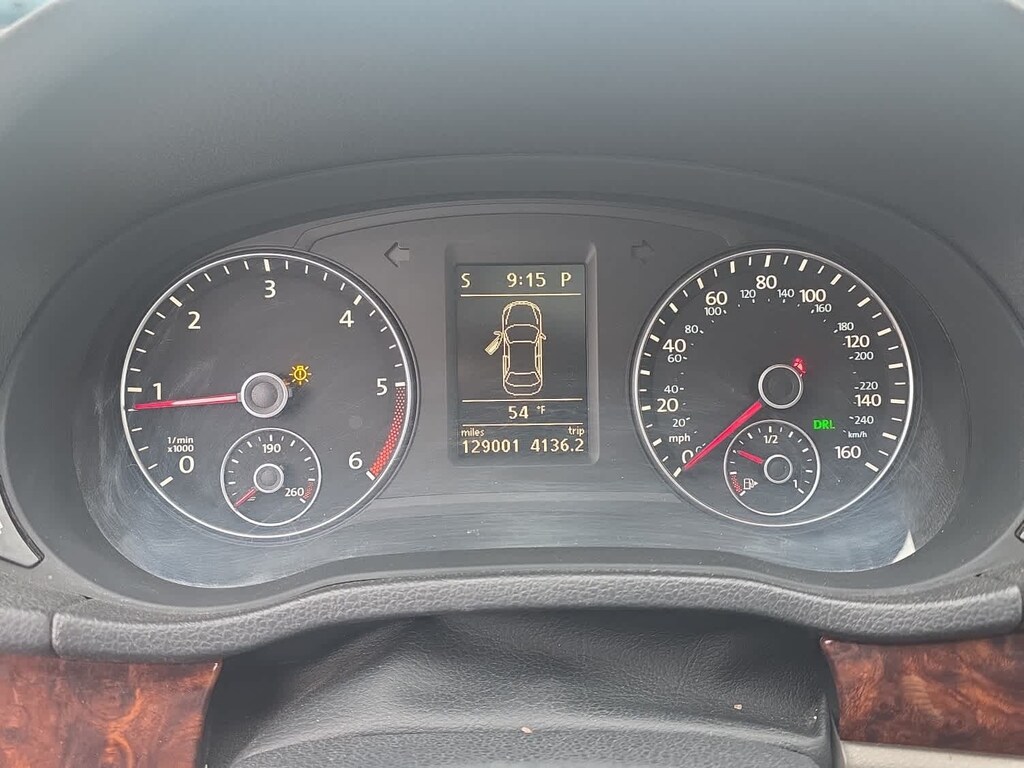 S 9:15 P
54 °F
miles trip
129001 4136.2
0 1 2 3 4 5 6
1/min
x1000
190
260
0 20 40 60 80 100 120 140 160
mph
20 40 60 80 100 120 140 160 180 200 220 240
km/h
DRL
1/2
1